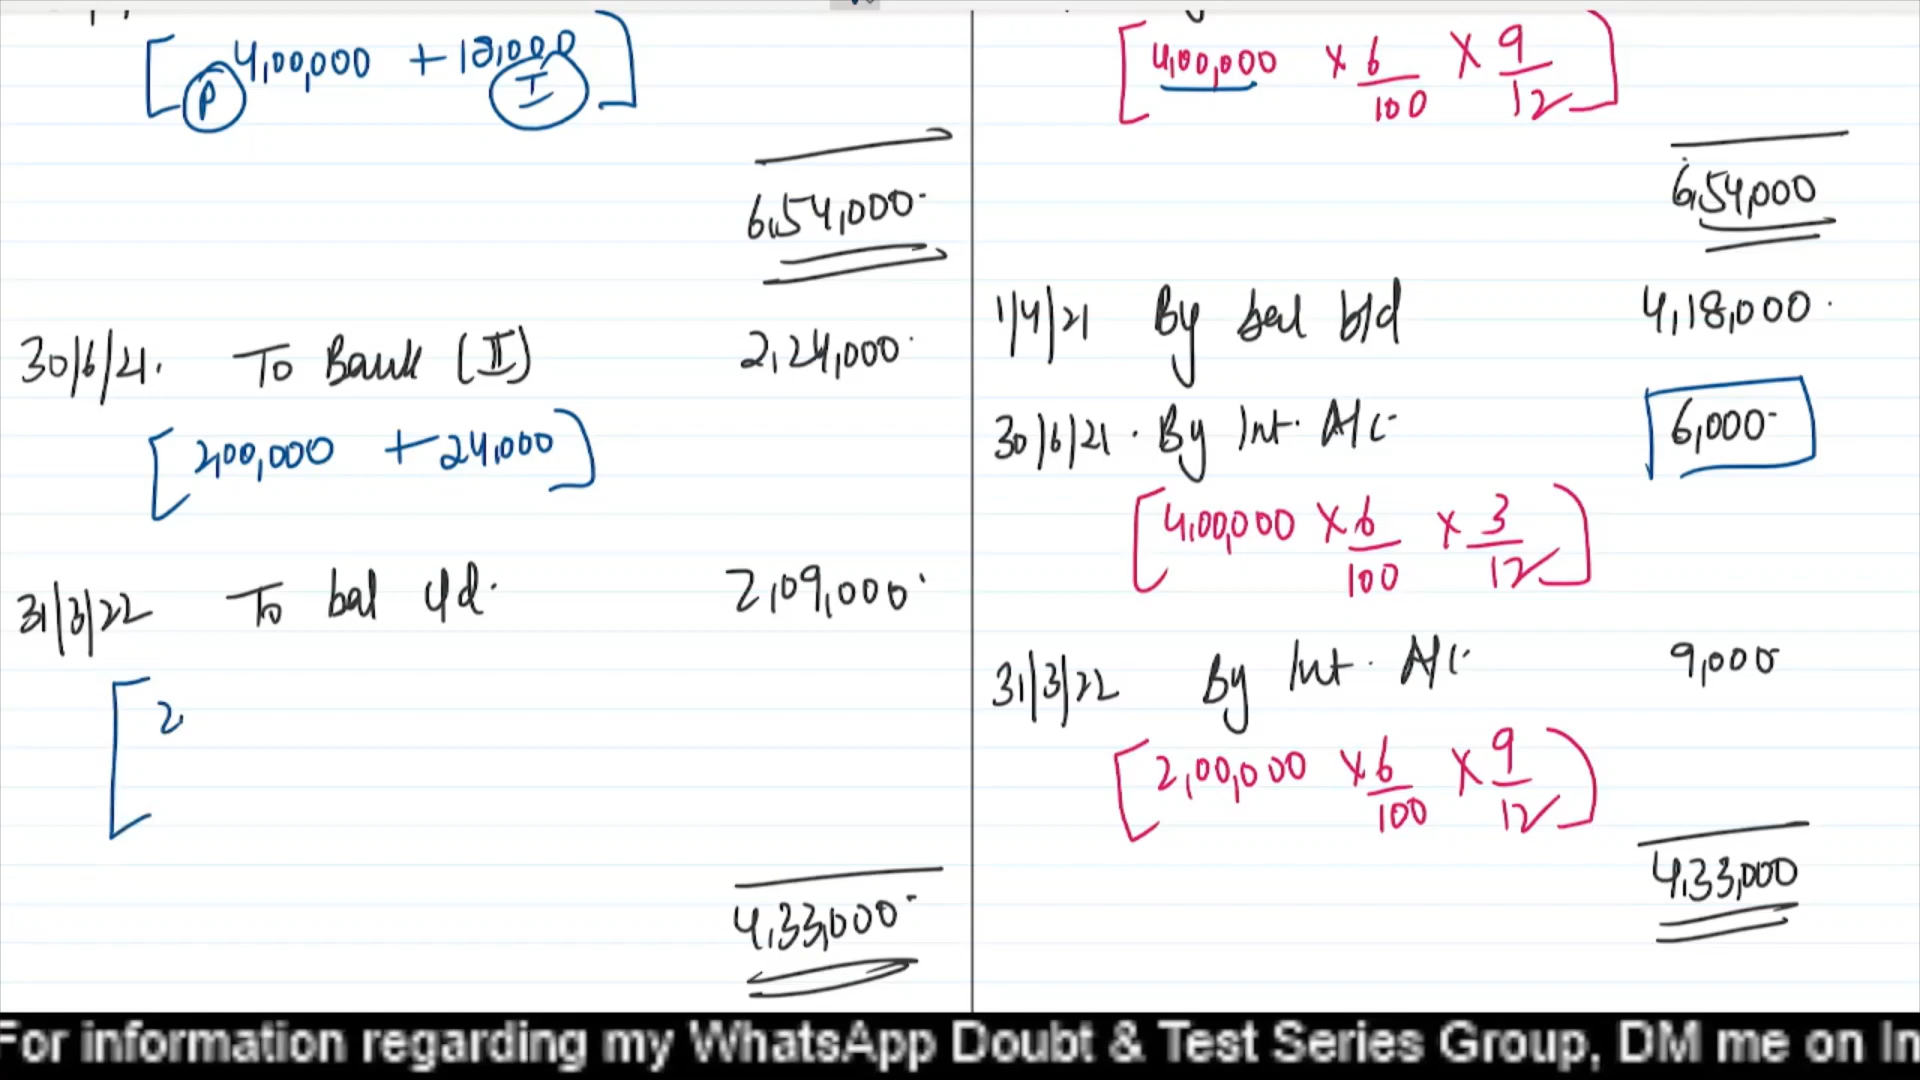 [4,00,000 + 18,000]
P I
6,54,000
30/6/21. To Bank (II) 2,24,000
[2,00,000 + 24,000]
31/3/22 To bal c/d. 2,09,000
[2
4,33,000
[4,00,000 × 6/100 × 9/12]
6,54,000
1/4/21 By bal b/d 4,18,000
30/6/21. By Int. A/c 6,000
[4,00,000 × 6/100 × 3/12]
31/3/22 By Int. A/c 9,000
[2,00,000 × 6/100 × 9/12]
4,33,000
For information regarding my WhatsApp Doubt & Test Series Group, DM me on In